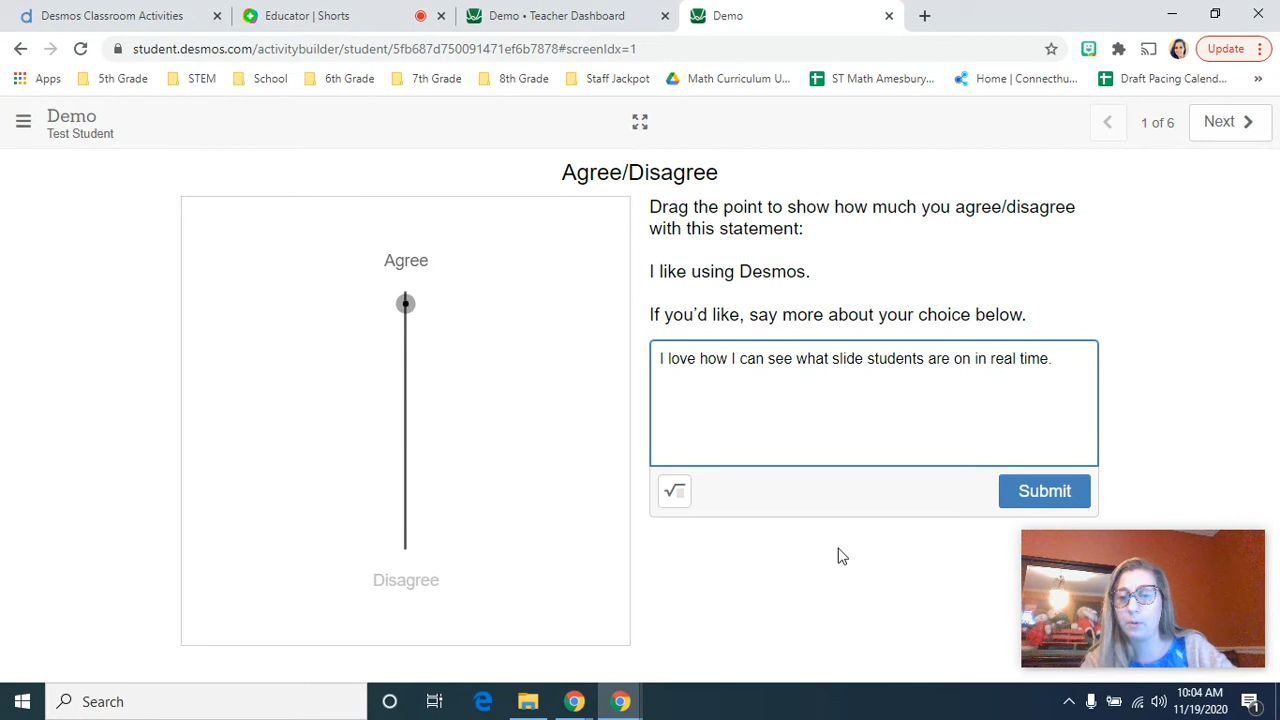 Desmos Classroom Activities
Educator | Shorts
Demo • Teacher Dashboard
Demo
student.desmos.com/activitybuilder/student/5fb687d750091471ef6b7878#screenIdx=1
Update
Apps
5th Grade
STEM
School
6th Grade
7th Grade
8th Grade
Staff Jackpot
Math Curriculum U...
ST Math Amesbury...
Home | Connecthu...
Draft Pacing Calend...
»
Demo
Test Student
1 of 6
Next
Agree/Disagree
Drag the point to show how much you agree/disagree
with this statement:
I like using Desmos.
If you'd like, say more about your choice below.
I love how I can see what slide students are on in real time.
Submit
Agree
Disagree
Search
10:04 AM
11/19/2020
1